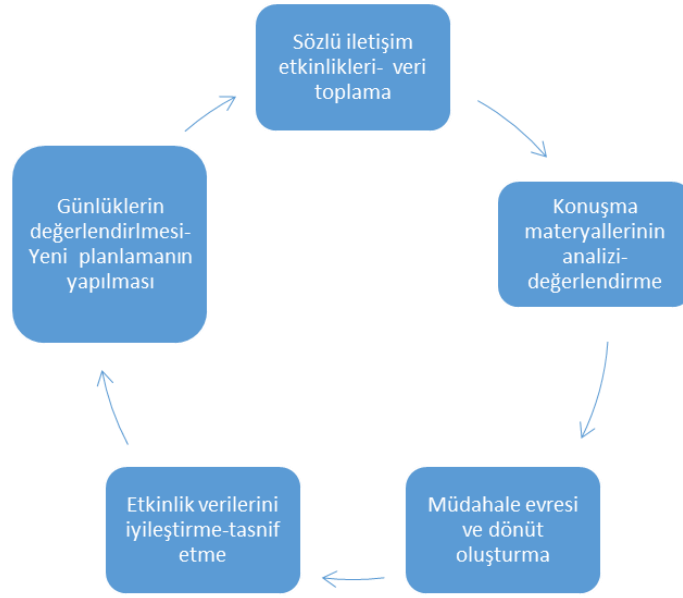 Sözlü iletişim
etkinlikleri- veri
toplama
Konuşma
materyallerinin
analizi-
değerlendirme
Müdahale evresi
ve dönüt
oluşturma
Etkinlik verilerini
iyileştirme-tasnif
etme
Günlüklerin
değerlendirlmesi-
Yeni planlamanın
yapılması